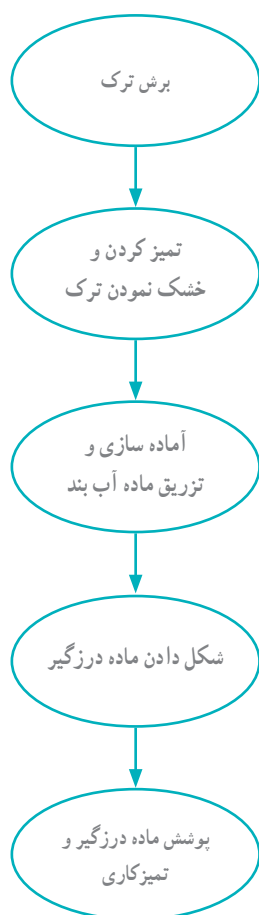 برش ترک
تمیز کردن و
خشک نمودن ترک
آماده سازی و
تزریق ماده آب بند
شکل دادن ماده درزگیر
پوشش ماده درزگیر و
تمیزکاری